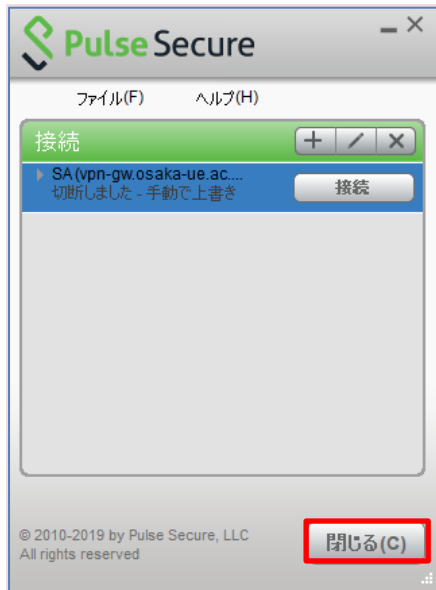 Pulse Secure
ファイル(F) ヘルプ(H)
接続
SA (vpn-gw.osaka-ue.ac....
切断しました - 手動で上書き
接続
© 2010-2019 by Pulse Secure, LLC
All rights reserved
閉じる(C)